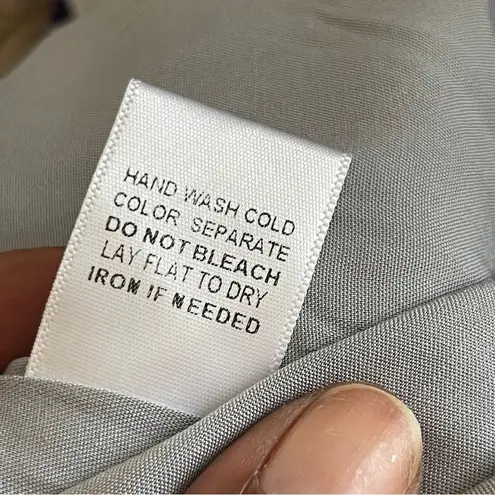 HAND WASH COLD
COLOR SEPARATE
DO NOT BLEACH
LAY FLAT TO DRY
IRON IF NEEDED